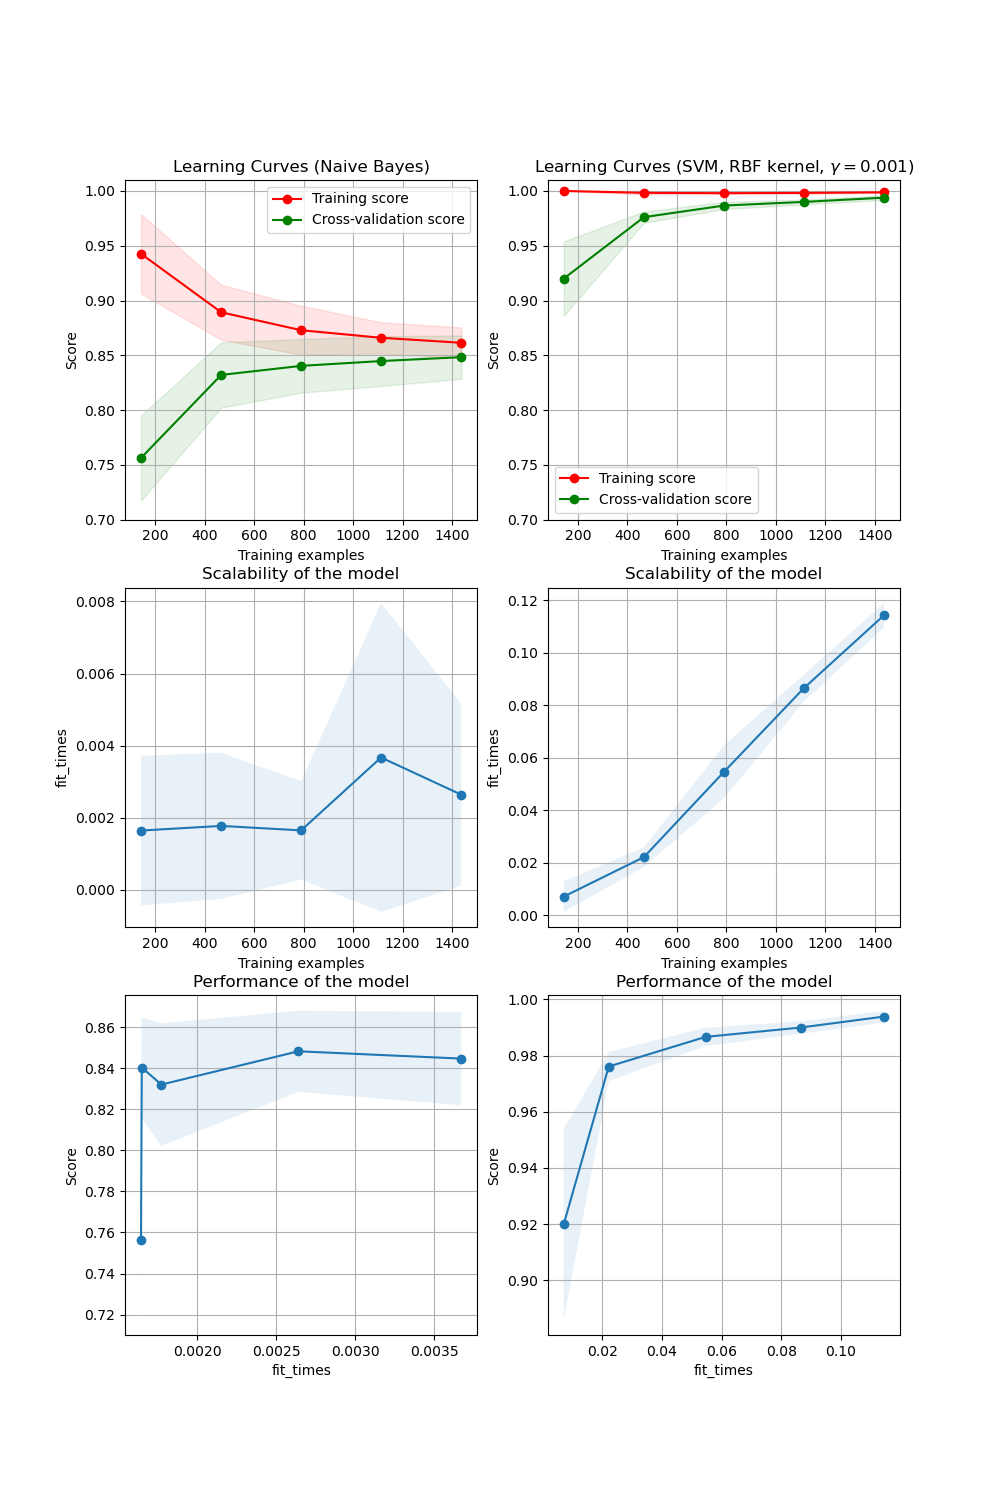 Learning Curves (Naive Bayes)
1.00
0.95
0.90
0.85
0.80
0.75
0.70
Score
Training score
Cross-validation score
200 400 600 800 1000 1200 1400
Training examples
Learning Curves (SVM, RBF kernel, γ = 0.001)
1.00
0.95
0.90
0.85
0.80
0.75
0.70
Score
Training score
Cross-validation score
200 400 600 800 1000 1200 1400
Training examples
Scalability of the model
0.008
0.006
0.004
0.002
0.000
fit_times
200 400 600 800 1000 1200 1400
Training examples
Scalability of the model
0.12
0.10
0.08
0.06
0.04
0.02
0.00
fit_times
200 400 600 800 1000 1200 1400
Training examples
Performance of the model
0.86
0.84
0.82
0.80
0.78
0.76
0.74
0.72
Score
0.0020 0.0025 0.0030 0.0035
fit_times
Performance of the model
1.00
0.98
0.96
0.94
0.92
0.90
Score
0.02 0.04 0.06 0.08 0.10
fit_times